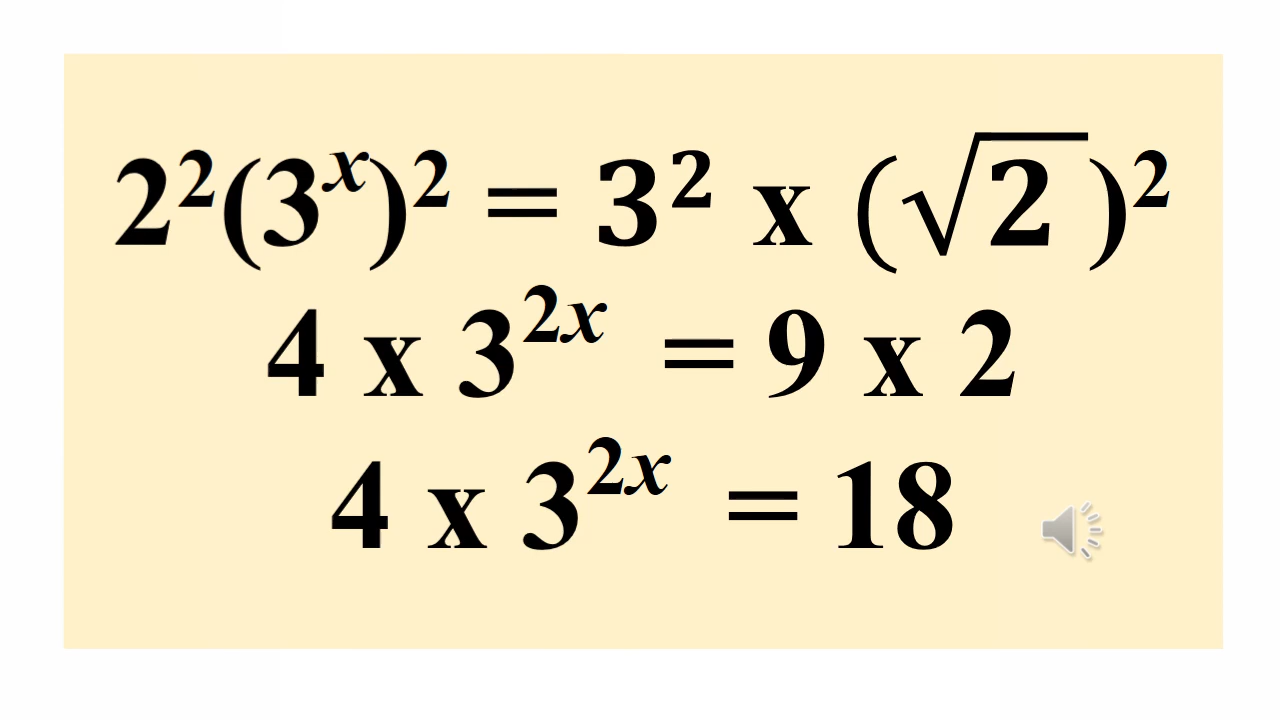 2²(3ˣ)² = 3² x (√2)²
4 x 3²ˣ = 9 x 2
4 x 3²ˣ = 18